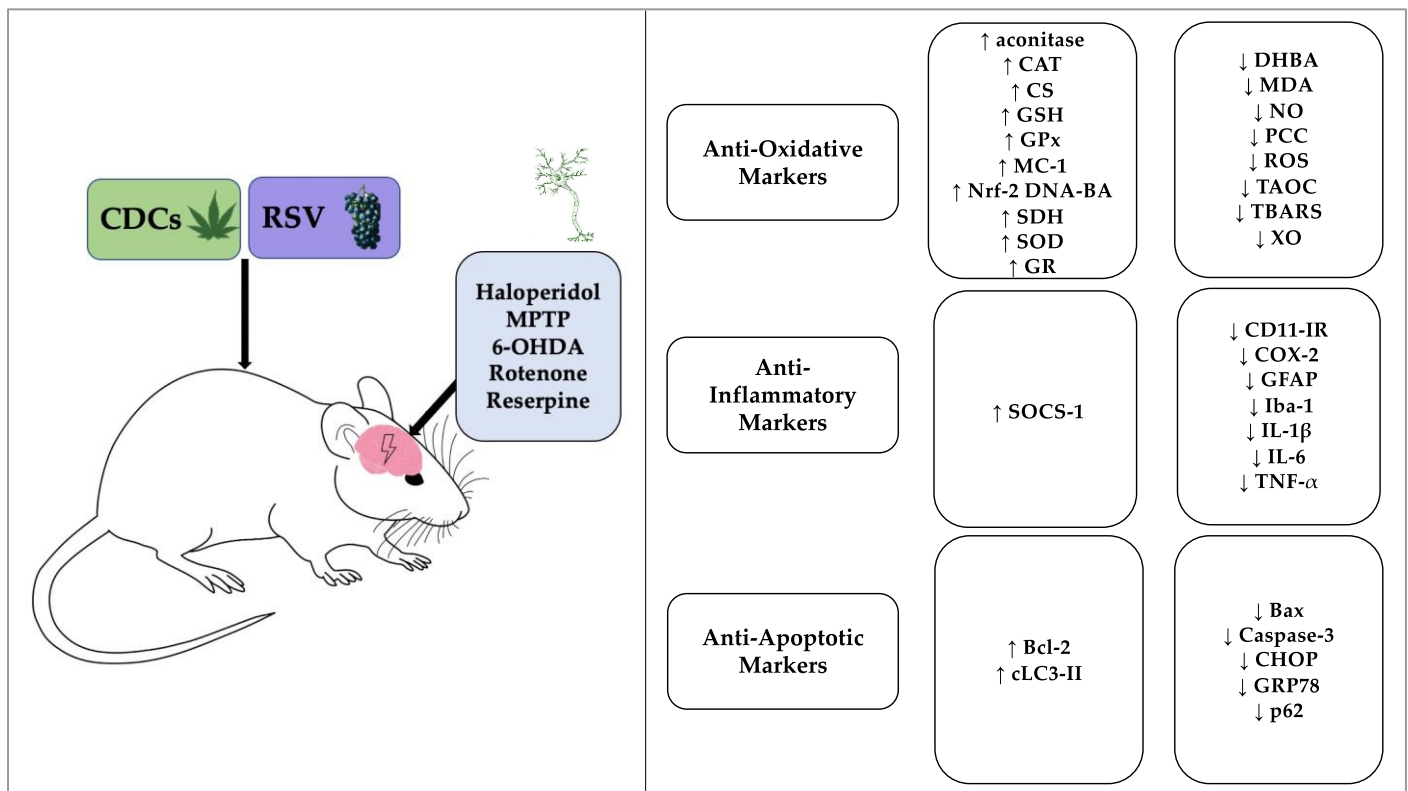 CDCs
RSV
Haloperidol
MPTP
6-OHDA
Rotenone
Reserpine
Anti-Oxidative
Markers
↑ aconitase
↑ CAT
↑ CS
↑ GSH
↑ GPx
↑ MC-1
↑ Nrf-2 DNA-BA
↑ SDH
↑ SOD
↑ GR
↓ DHBA
↓ MDA
↓ NO
↓ PCC
↓ ROS
↓ TAOC
↓ TBARS
↓ XO
Anti-
Inflammatory
Markers
↑ SOCS-1
↓ CD11-IR
↓ COX-2
↓ GFAP
↓ Iba-1
↓ IL-1β
↓ IL-6
↓ TNF-α
Anti-Apoptotic
Markers
↑ Bcl-2
↑ cLC3-II
↓ Bax
↓ Caspase-3
↓ CHOP
↓ GRP78
↓ p62